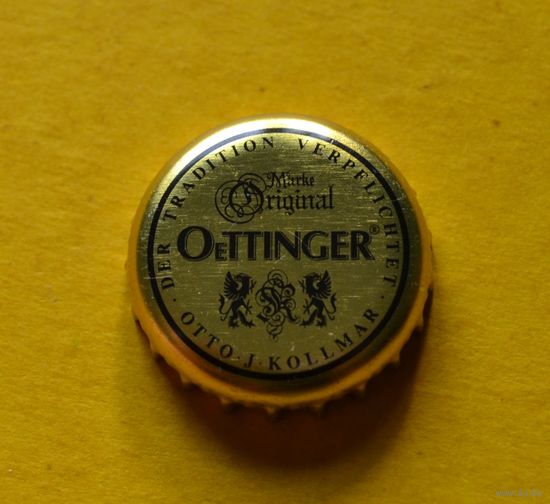 DER TRADITION VERPFLICHTET
Marke
Original
OETTINGER®
· OTTO · J · KOLLMAR ·